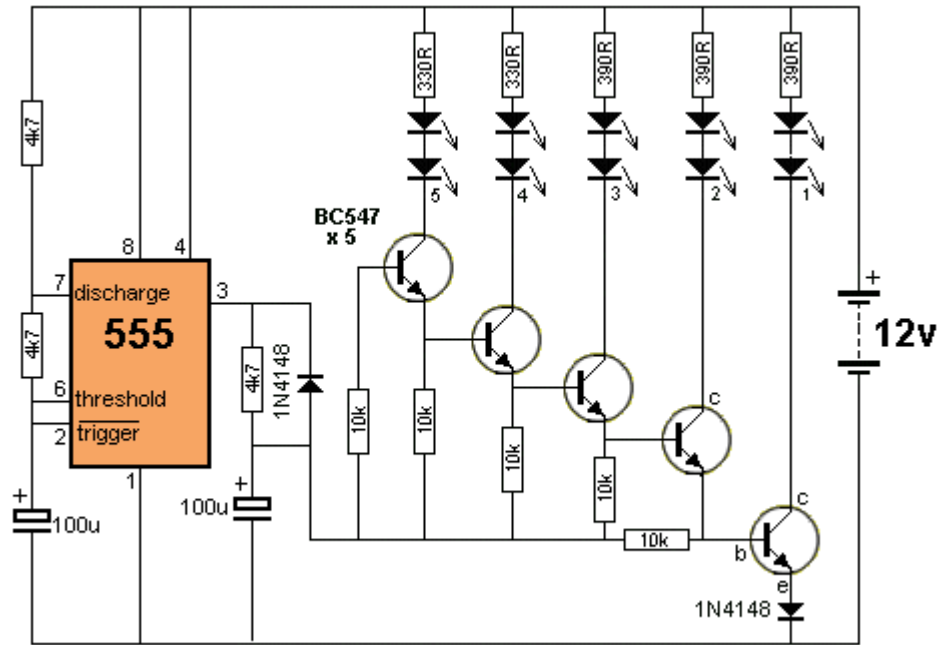 330R
330R
390R
390R
390R
4k7
5
4
3
2
1
BC547
x 5
8
4
7
discharge
3
+
555
12v
4k7
4k7
1N4148
6
threshold
2
trigger
10k
10k
10k
10k
c
1
+
100u
+
100u
10k
b
c
e
1N4148